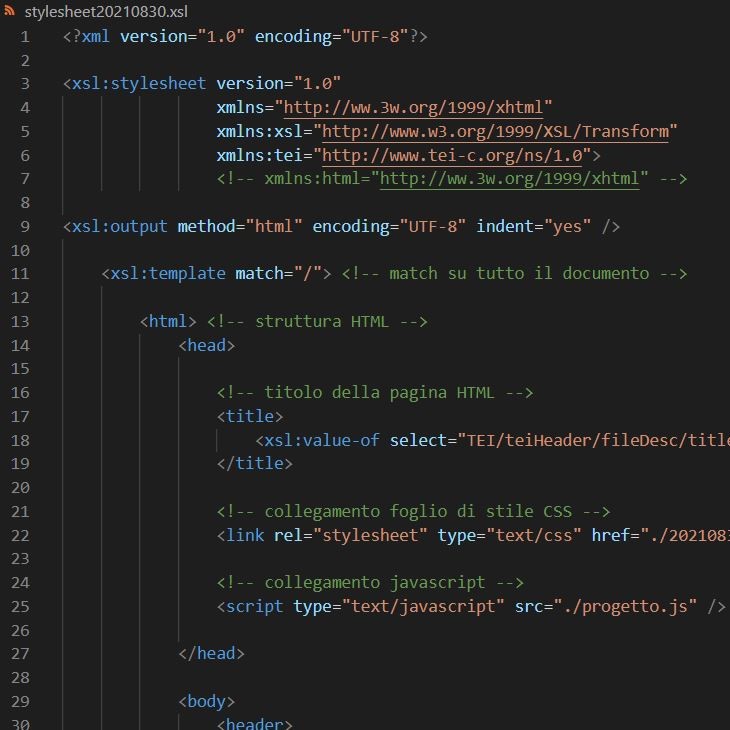 stylesheet20210830.xsl
1 <?xml version="1.0" encoding="UTF-8"?>
2
3 <xsl:stylesheet version="1.0"
4 xmlns="http://ww.3w.org/1999/xhtml"
5 xmlns:xsl="http://www.w3.org/1999/XSL/Transform"
6 xmlns:tei="http://www.tei-c.org/ns/1.0">
7 <!-- xmlns:html="http://ww.3w.org/1999/xhtml" -->
8
9 <xsl:output method="html" encoding="UTF-8" indent="yes" />
10
11 <xsl:template match="/"> <!-- match su tutto il documento -->
12
13 <html> <!-- struttura HTML -->
14 <head>
15
16 <!-- titolo della pagina HTML -->
17 <title>
18 <xsl:value-of select="TEI/teiHeader/fileDesc/title
19 </title>
20
21 <!-- collegamento foglio di stile CSS -->
22 <link rel="stylesheet" type="text/css" href="./202108
23
24 <!-- collegamento javascript -->
25 <script type="text/javascript" src="./progetto.js" />
26
27 </head>
28
29 <body>
30 <header>